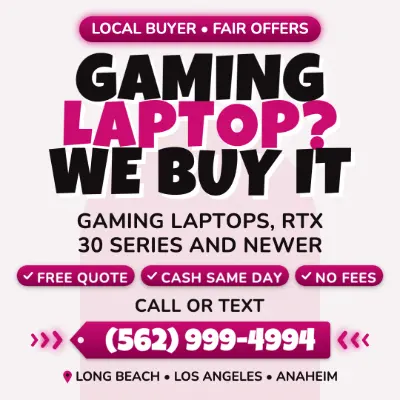 LOCAL BUYER • FAIR OFFERS
GAMING
LAPTOP?
WE BUY IT
GAMING LAPTOPS, RTX
30 SERIES AND NEWER
✓ FREE QUOTE ✓ CASH SAME DAY ✓ NO FEES
CALL OR TEXT
(562) 999-4994
LONG BEACH • LOS ANGELES • ANAHEIM